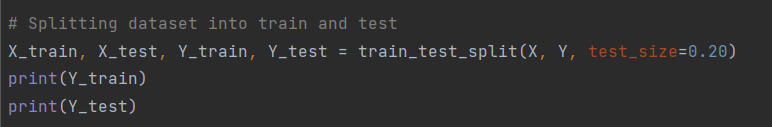 # Splitting dataset into train and test
X_train, X_test, Y_train, Y_test = train_test_split(X, Y, test_size=0.20)
print(Y_train)
print(Y_test)